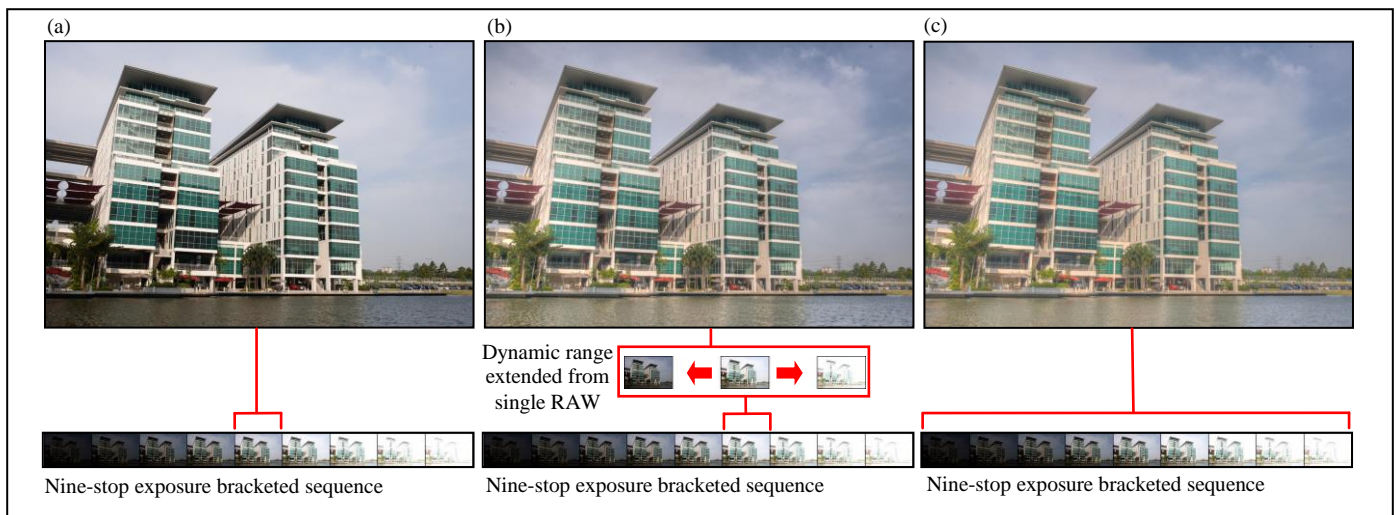 (a)
(b)
(c)
Dynamic range
extended from
single RAW
Nine-stop exposure bracketed sequence
Nine-stop exposure bracketed sequence
Nine-stop exposure bracketed sequence